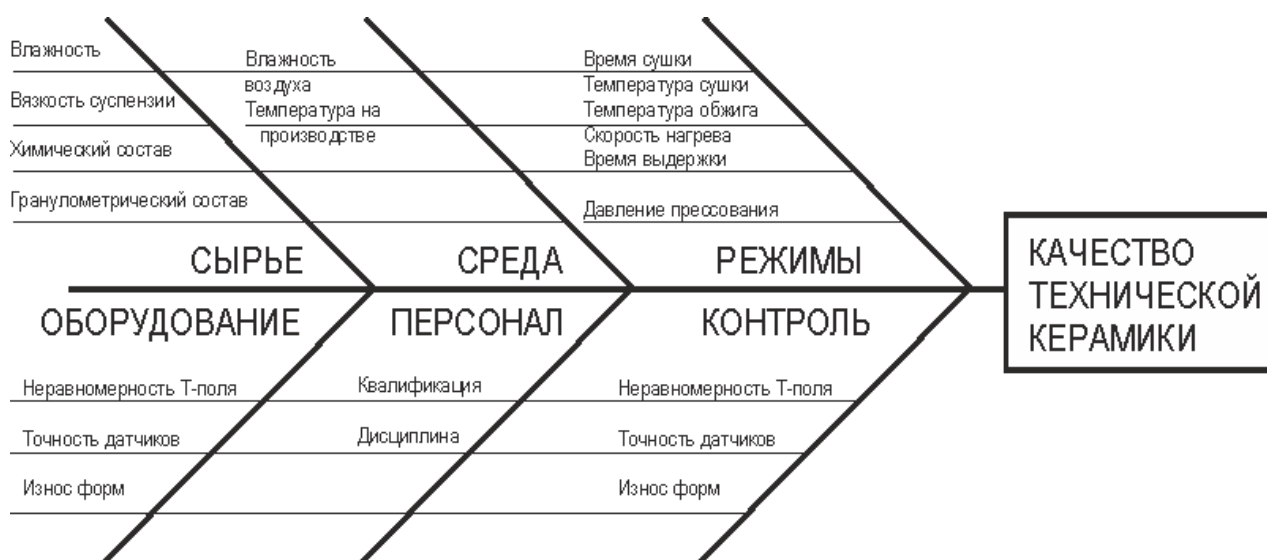 Влажность
Вязкость суспензии
Химический состав
Гранулометрический состав
СЫРЬЕ
Влажность
воздуха
Температура на
производстве
СРЕДА
Время сушки
Температура сушки
Температура обжига
Скорость нагрева
Время выдержки
Давление прессования
РЕЖИМЫ
КАЧЕСТВО
ТЕХНИЧЕСКОЙ
КЕРАМИКИ
ОБОРУДОВАНИЕ
Неравномерность Т-поля
Точность датчиков
Износ форм
ПЕРСОНАЛ
Квалификация
Дисциплина
КОНТРОЛЬ
Неравномерность Т-поля
Точность датчиков
Износ форм